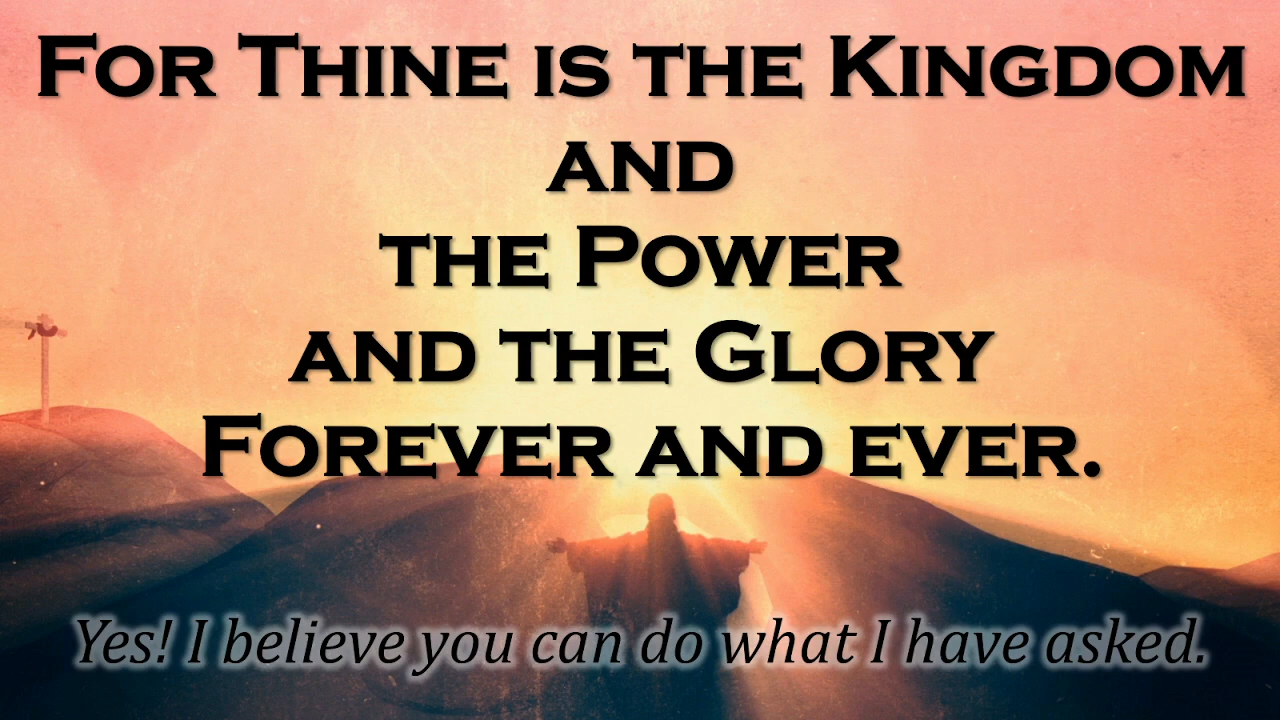 For Thine is the Kingdom
and
the Power
and the Glory
Forever and ever.
Yes! I believe you can do what I have asked.